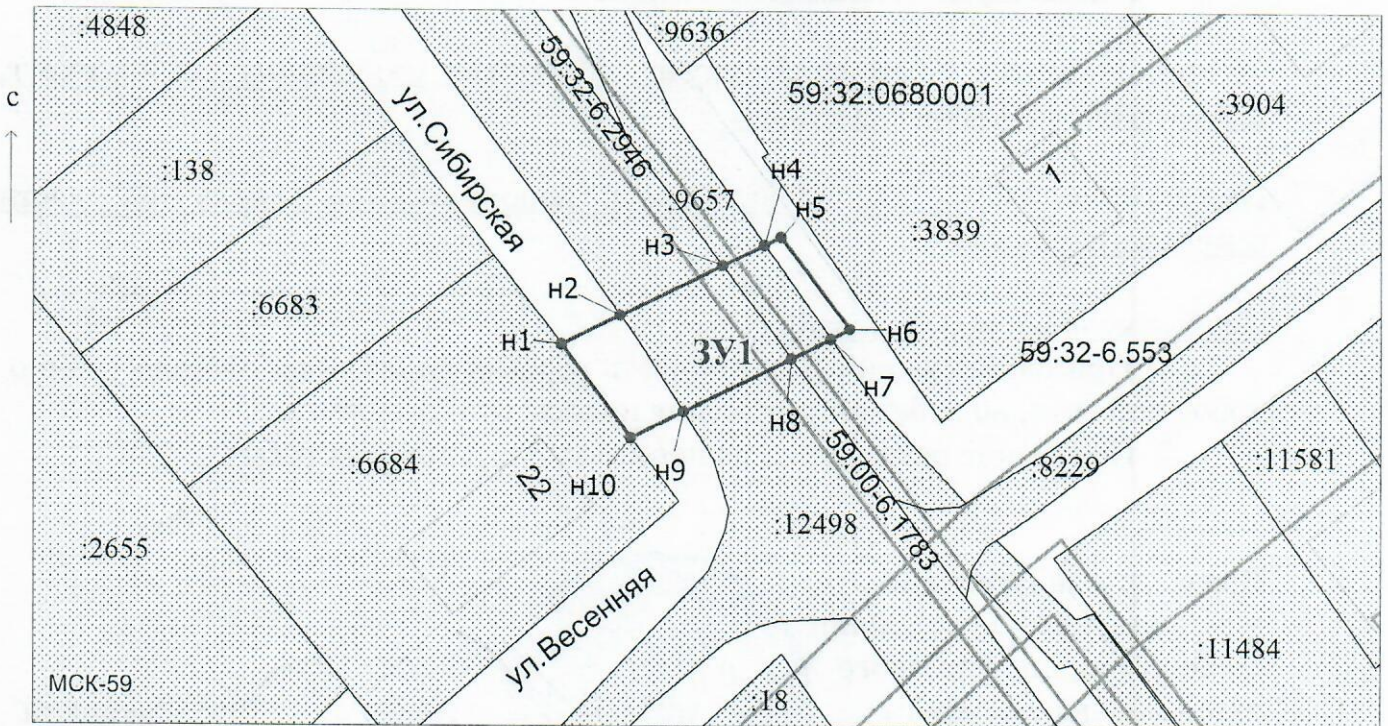 :4848
:9636
59:32-6.2946
59:32:0680001
:3904
с
ул.Сибирская
:138
н4
1
:9657
н5
:3839
н3
:6683
н2
н1
н6
ЗУ1
59:32-6.553
н7
н8
:6684
22
н10
н9
59:00-6.1783
:8229
:11581
:12498
:2655
ул.Весенняя
:11484
МСК-59
:18